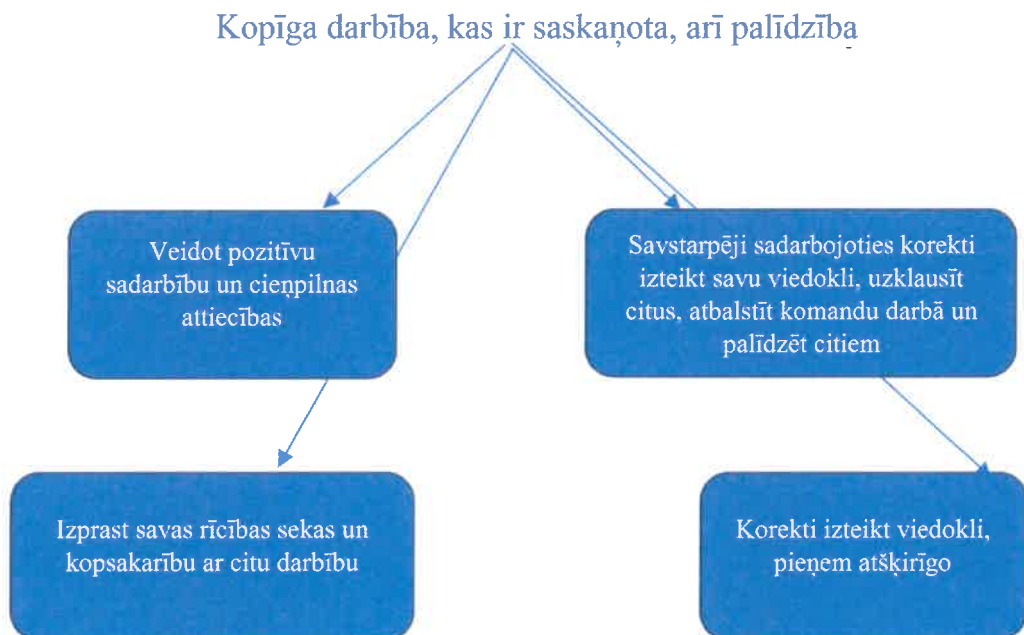 Kopīga darbība, kas ir saskaņota, arī palīdzība
Veidot pozitīvu
sadarbību un cieņpilnas
attiecības
Savstarpēji sadarbojoties korekti
izteikt savu viedokli, uzklausīt
citus, atbalstīt komandu darbā un
palīdzēt citiem
Izprast savas rīcības sekas un
kopsakarību ar citu darbību
Korekti izteikt viedokli,
pieņem atšķirīgo